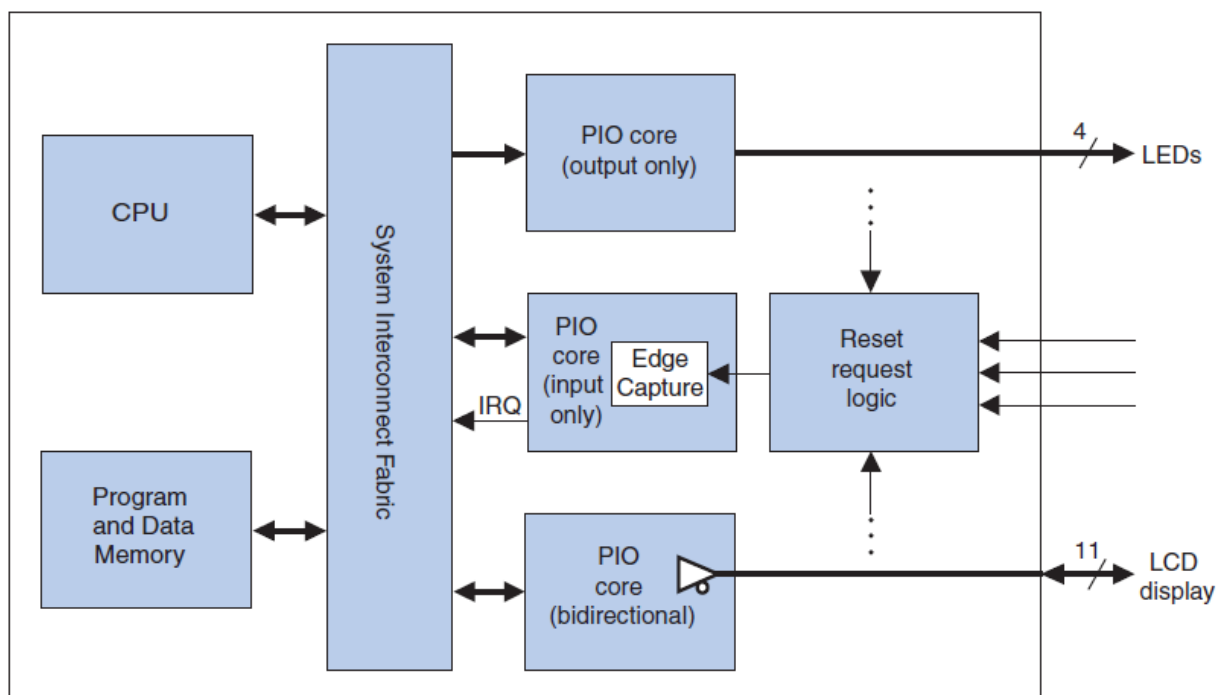 CPU
Program
and Data
Memory
System Interconnect Fabric
PIO core
(output only)
4
LEDs
PIO
core
(input
only)
Edge
Capture
IRQ
Reset
request
logic
PIO
core
(bidirectional)
11
LCD
display